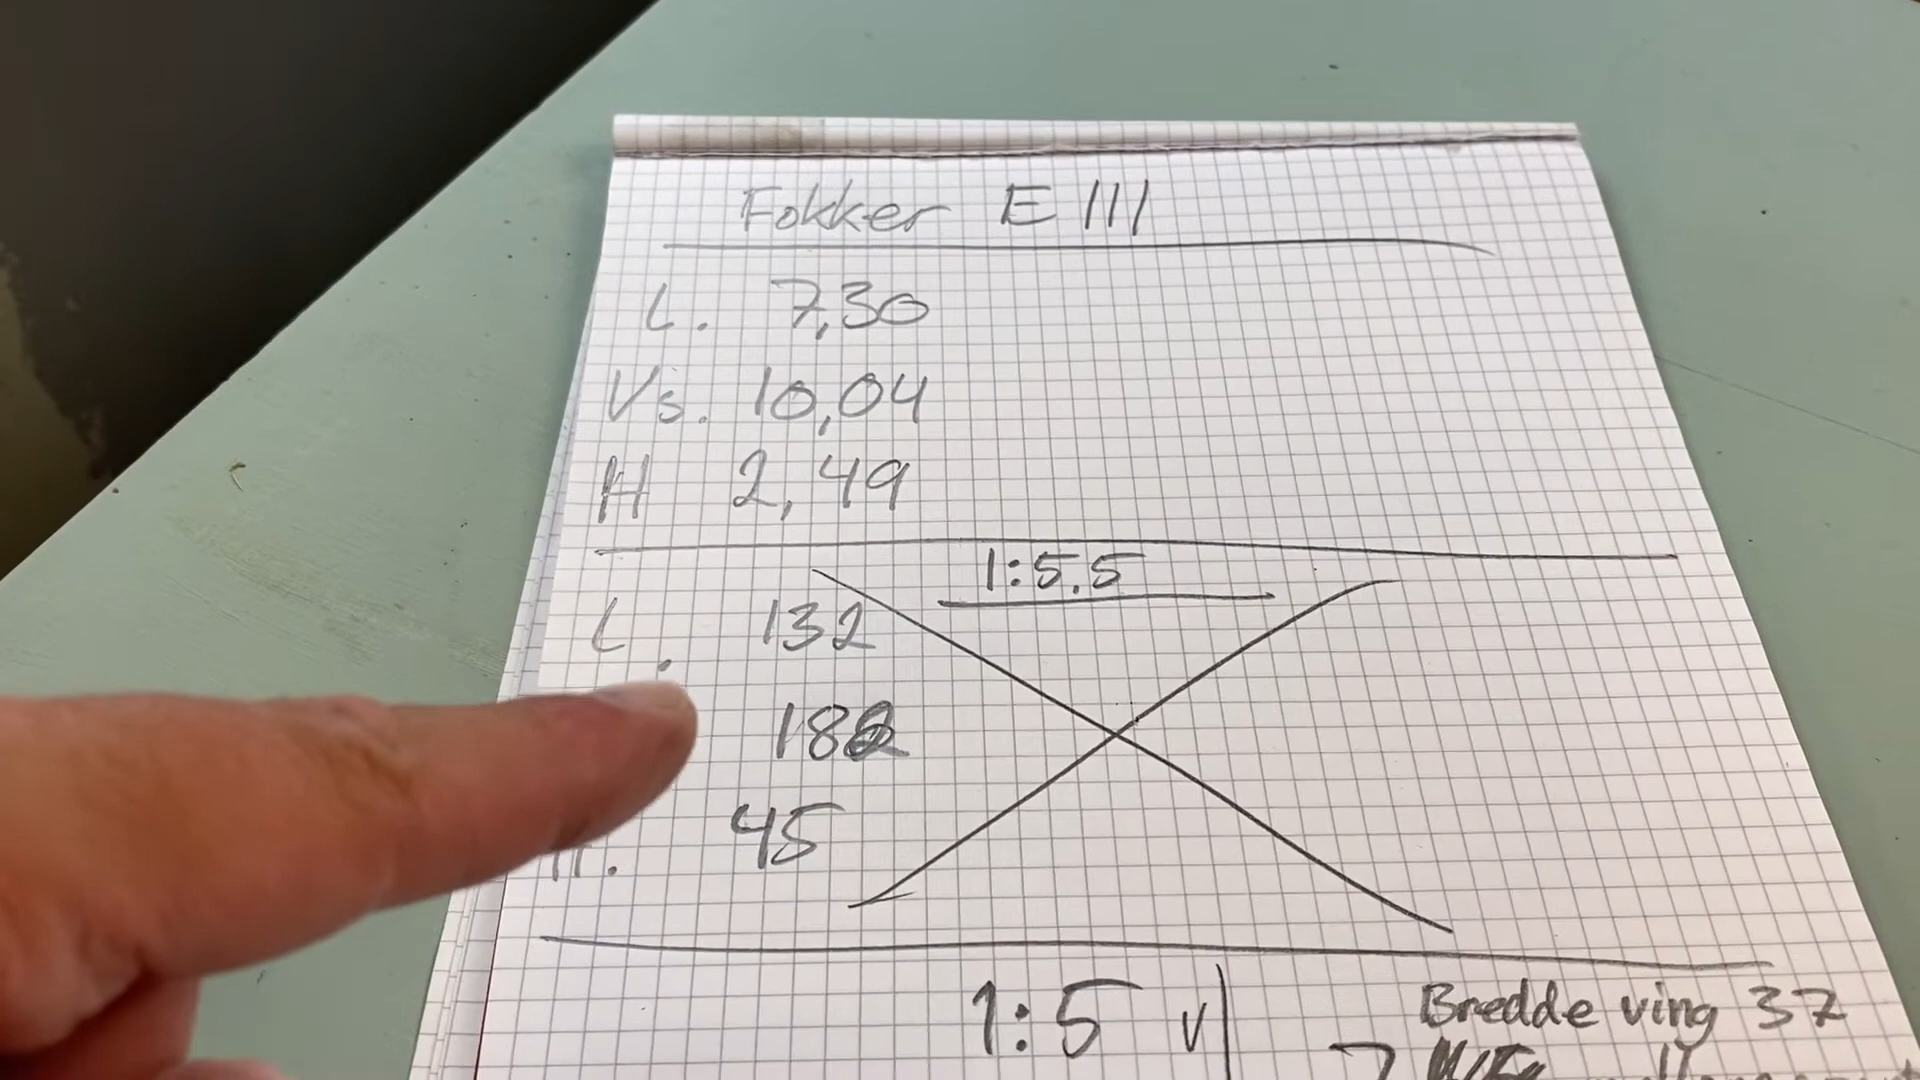 Fokker E III
L. 7,30
Vs. 10,04
H 2,49
1:5.5
L. 132
182
H. 45
1:5 v
Bredde ving 37